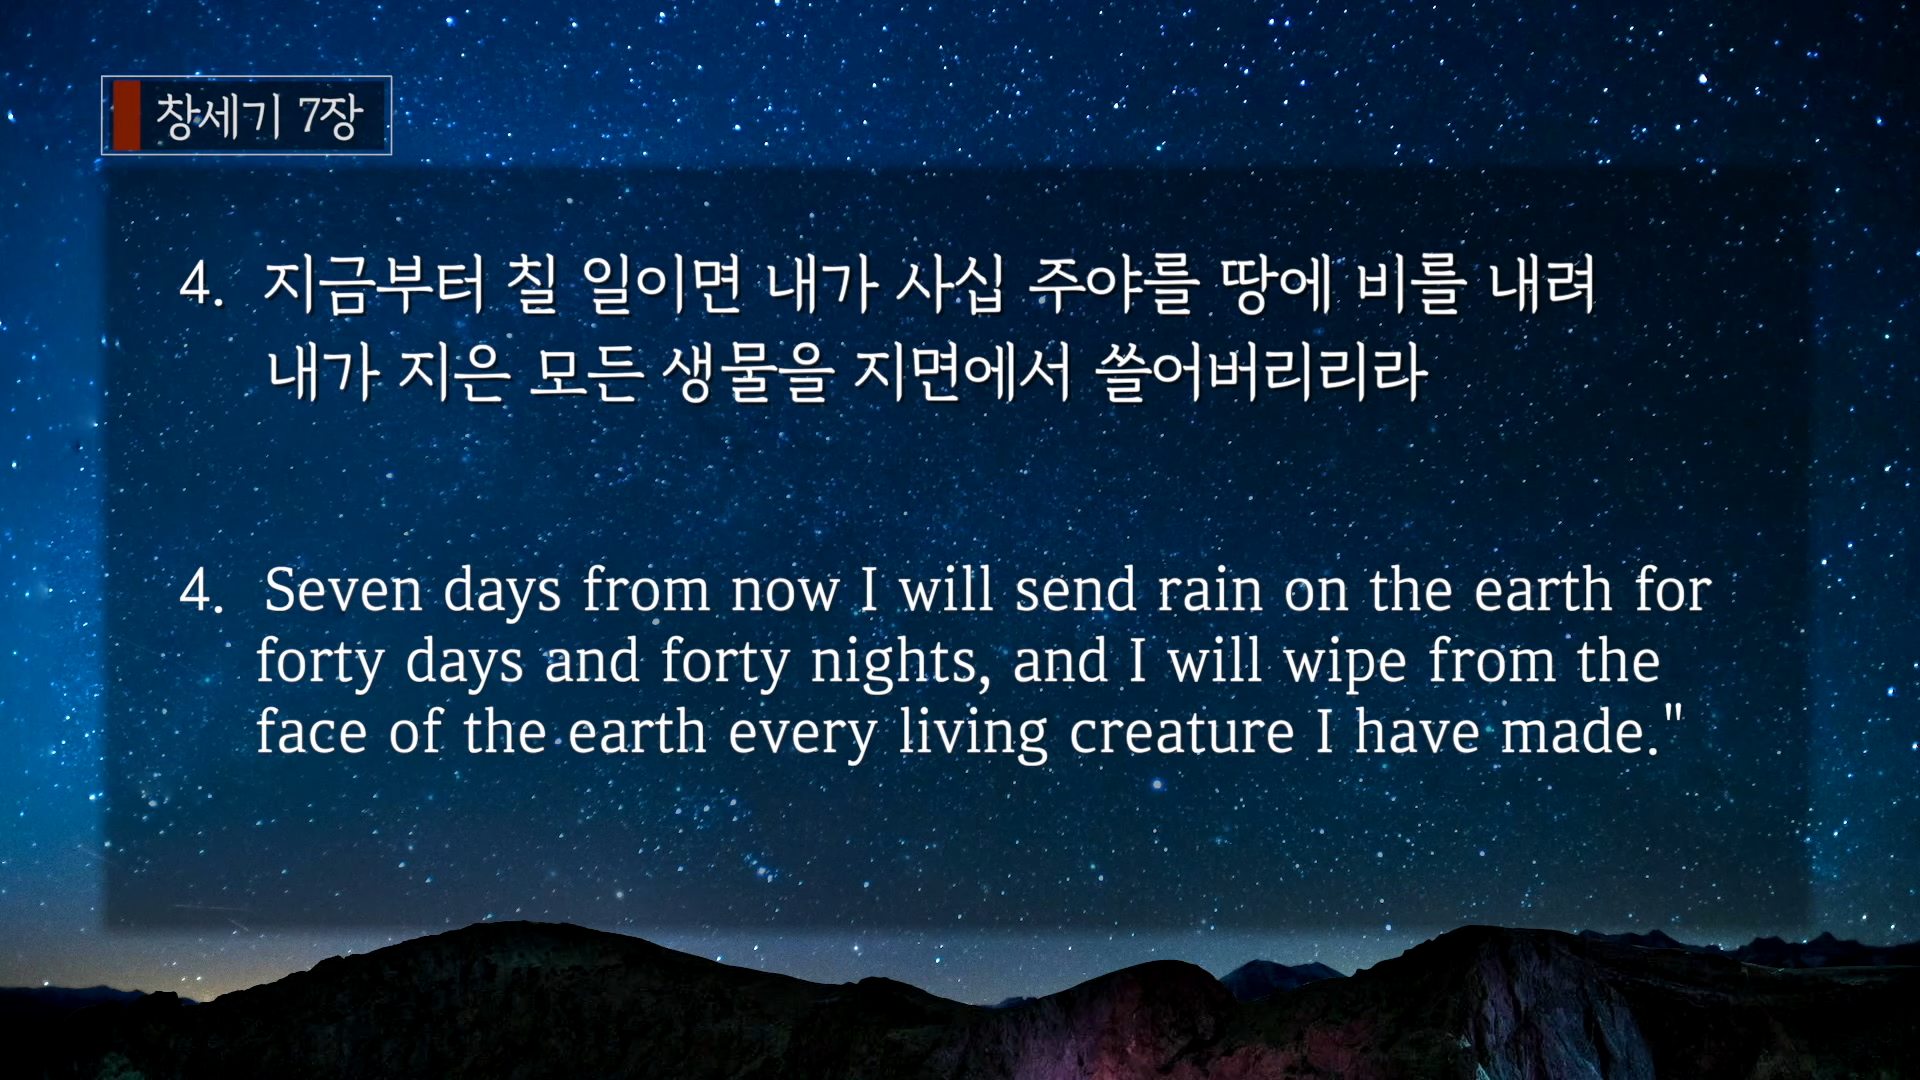 창세기 7장
4. 지금부터 칠 일이면 내가 사십 주야를 땅에 비를 내려
내가 지은 모든 생물을 지면에서 쓸어버리리라
4. Seven days from now I will send rain on the earth for
forty days and forty nights, and I will wipe from the
face of the earth every living creature I have made."